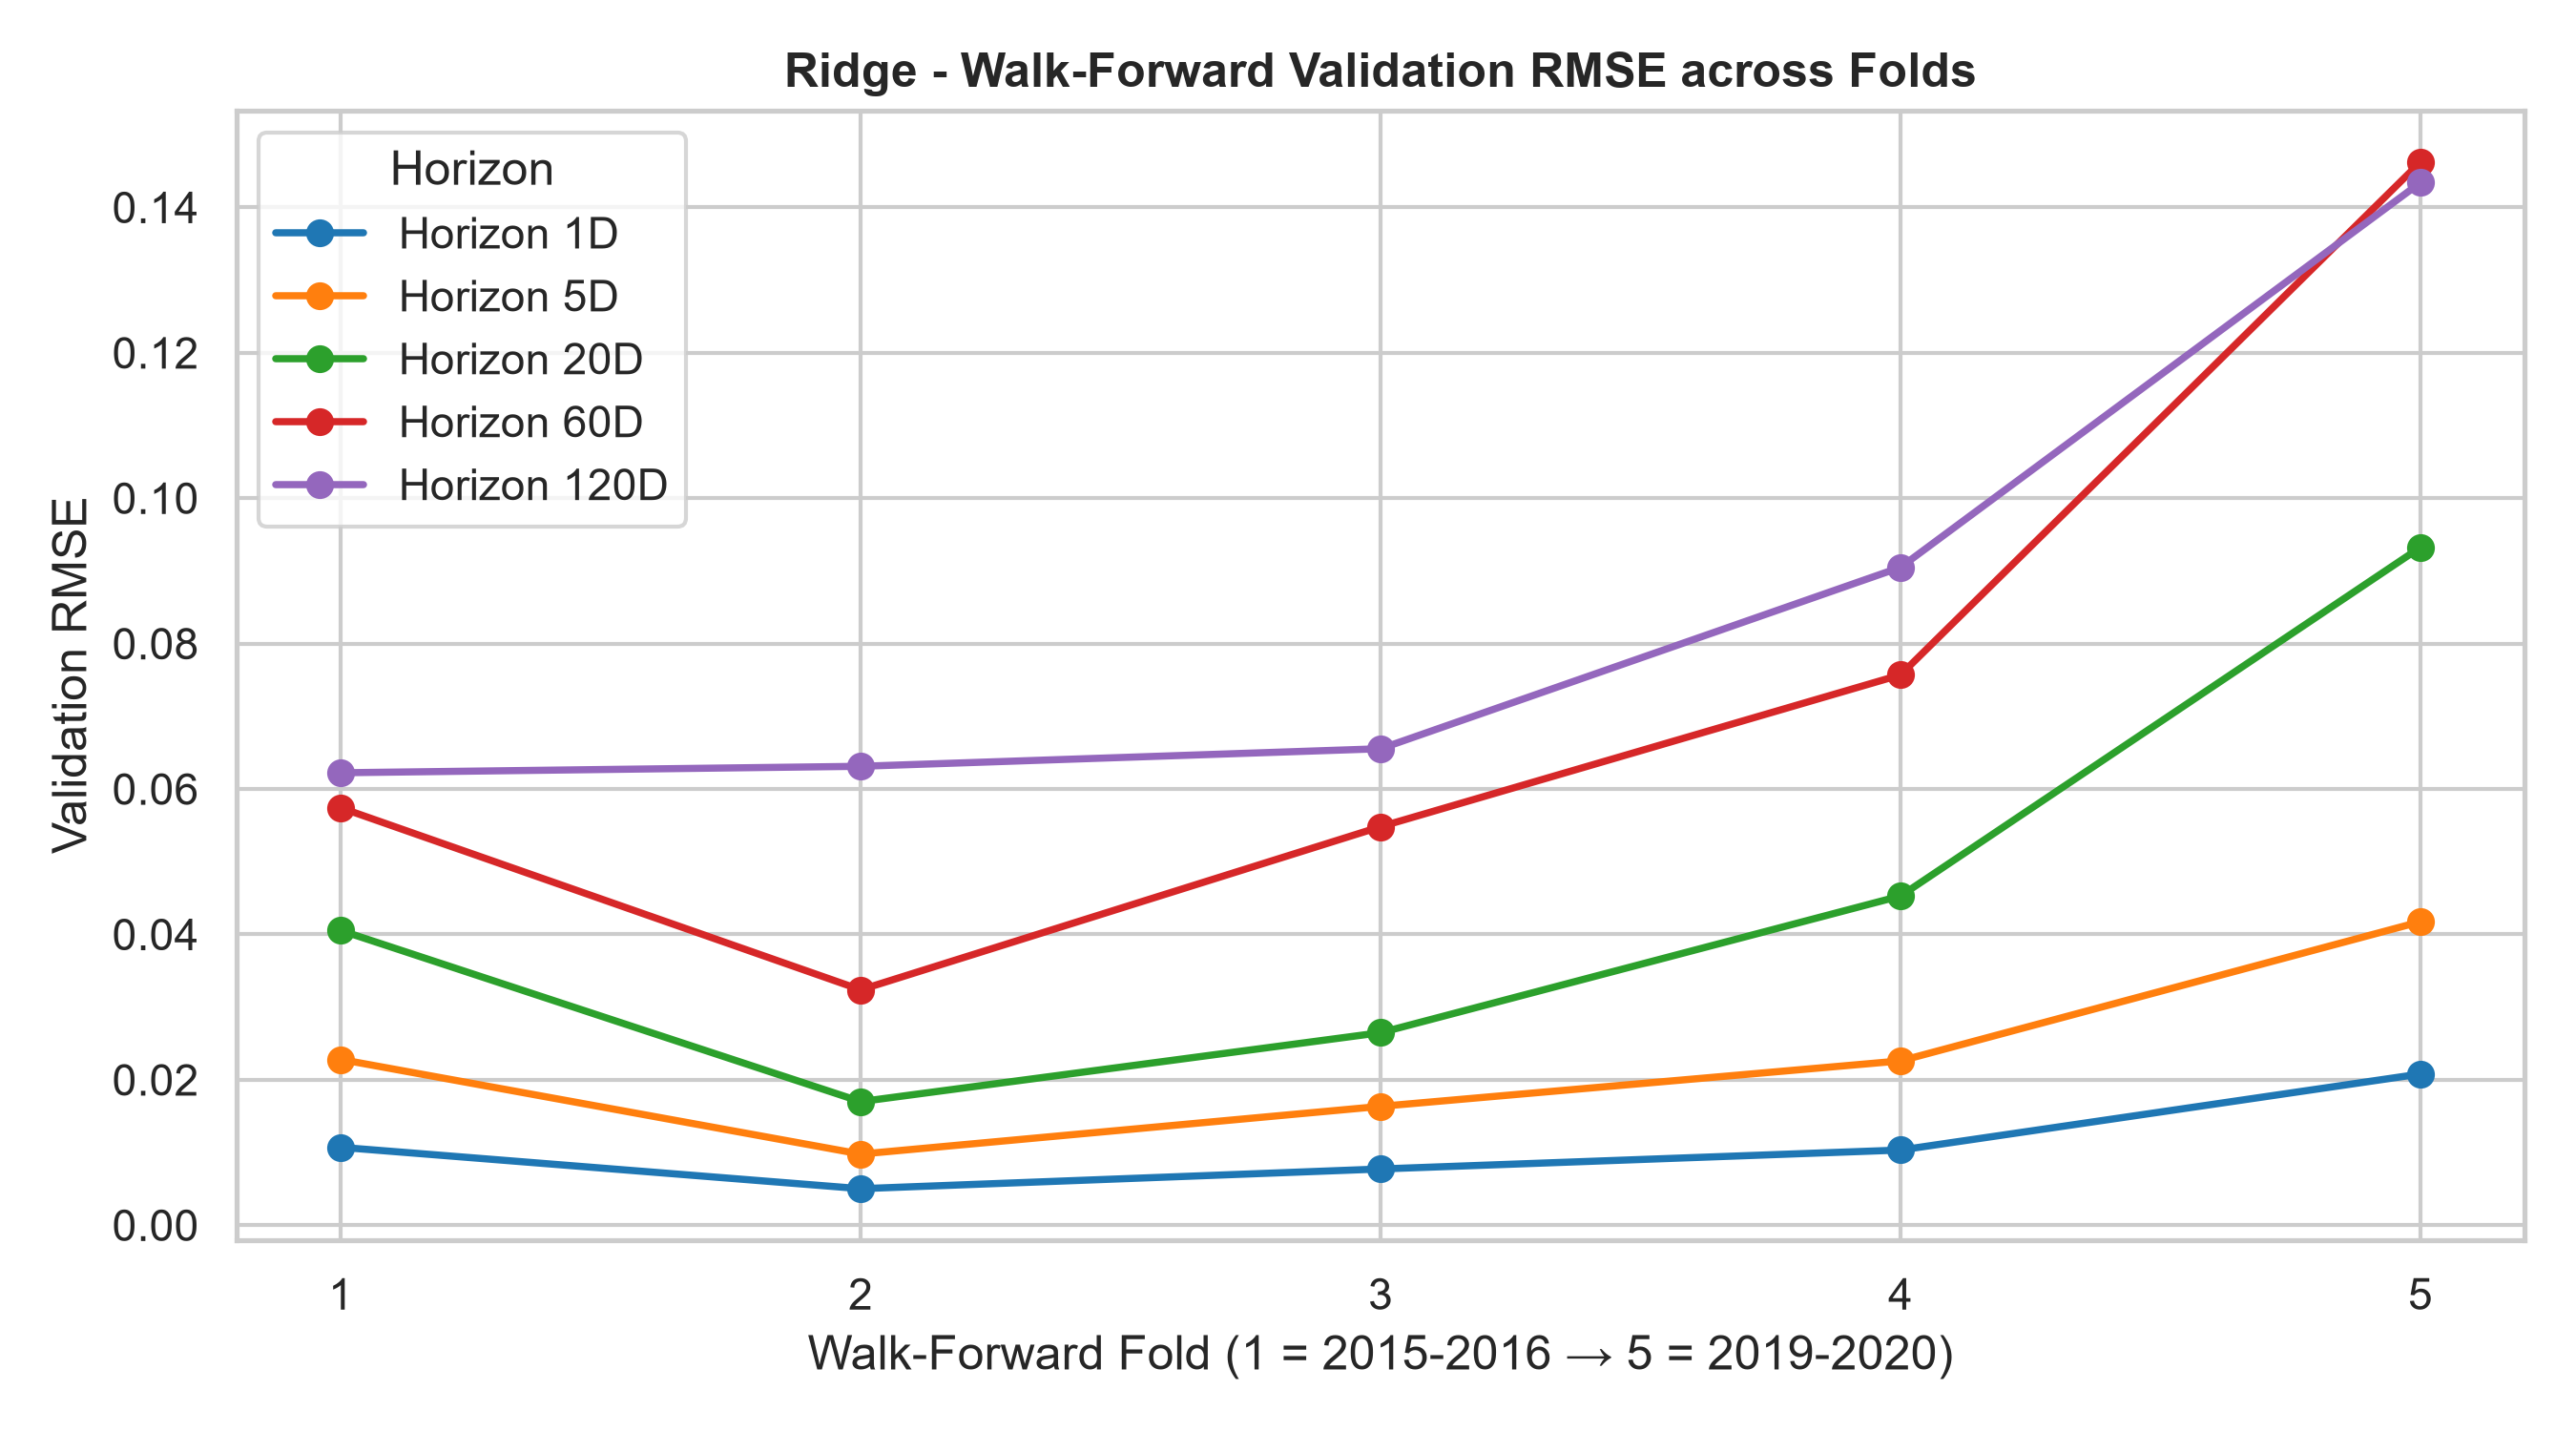 Ridge - Walk-Forward Validation RMSE across Folds
Horizon
Horizon 1D
Horizon 5D
Horizon 20D
Horizon 60D
Horizon 120D
Validation RMSE
0.14
0.12
0.10
0.08
0.06
0.04
0.02
0.00
1 2 3 4 5
Walk-Forward Fold (1 = 2015-2016 → 5 = 2019-2020)